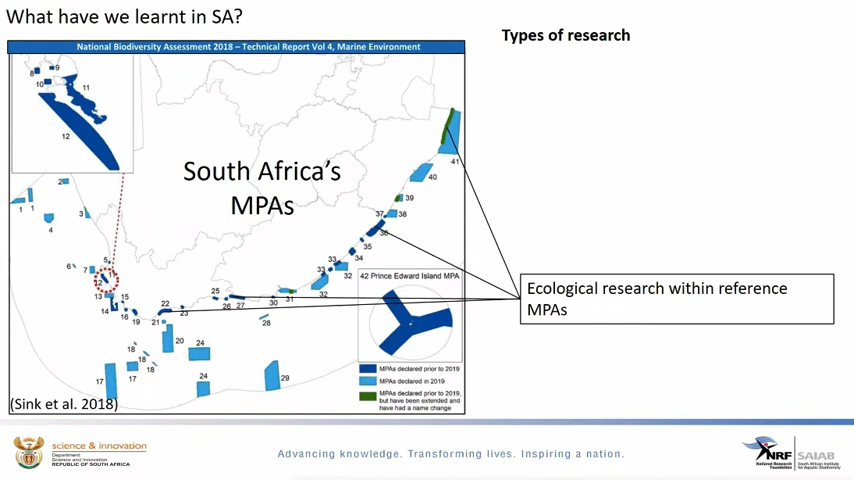 What have we learnt in SA?
Types of research
National Biodiversity Assessment 2018 – Technical Report Vol 4, Marine Environment
8
9
10
11
12
South Africa's
MPAs
41
40
39
38
37
36
35
34
33
33
32
32
1
1
2
3
4
5
6
7
1
12
13
14
15
16
19
21
22
23
25
26
27
30
31
28
20
24
24
18
18
18
17
17
29
42 Prince Edward Island MPA
MPAs declared prior to 2019
MPAs declared in 2019
MPAs declared prior to 2019,
but have been extended and
have had a name change
Ecological research within reference
MPAs
(Sink et al. 2018)
science & innovation
Department:
Science and Innovation
REPUBLIC OF SOUTH AFRICA
Advancing knowledge. Transforming lives. Inspiring a nation.
NRF
National Research
Foundation
SAIAB
South African Institute
for Aquatic Biodiversity